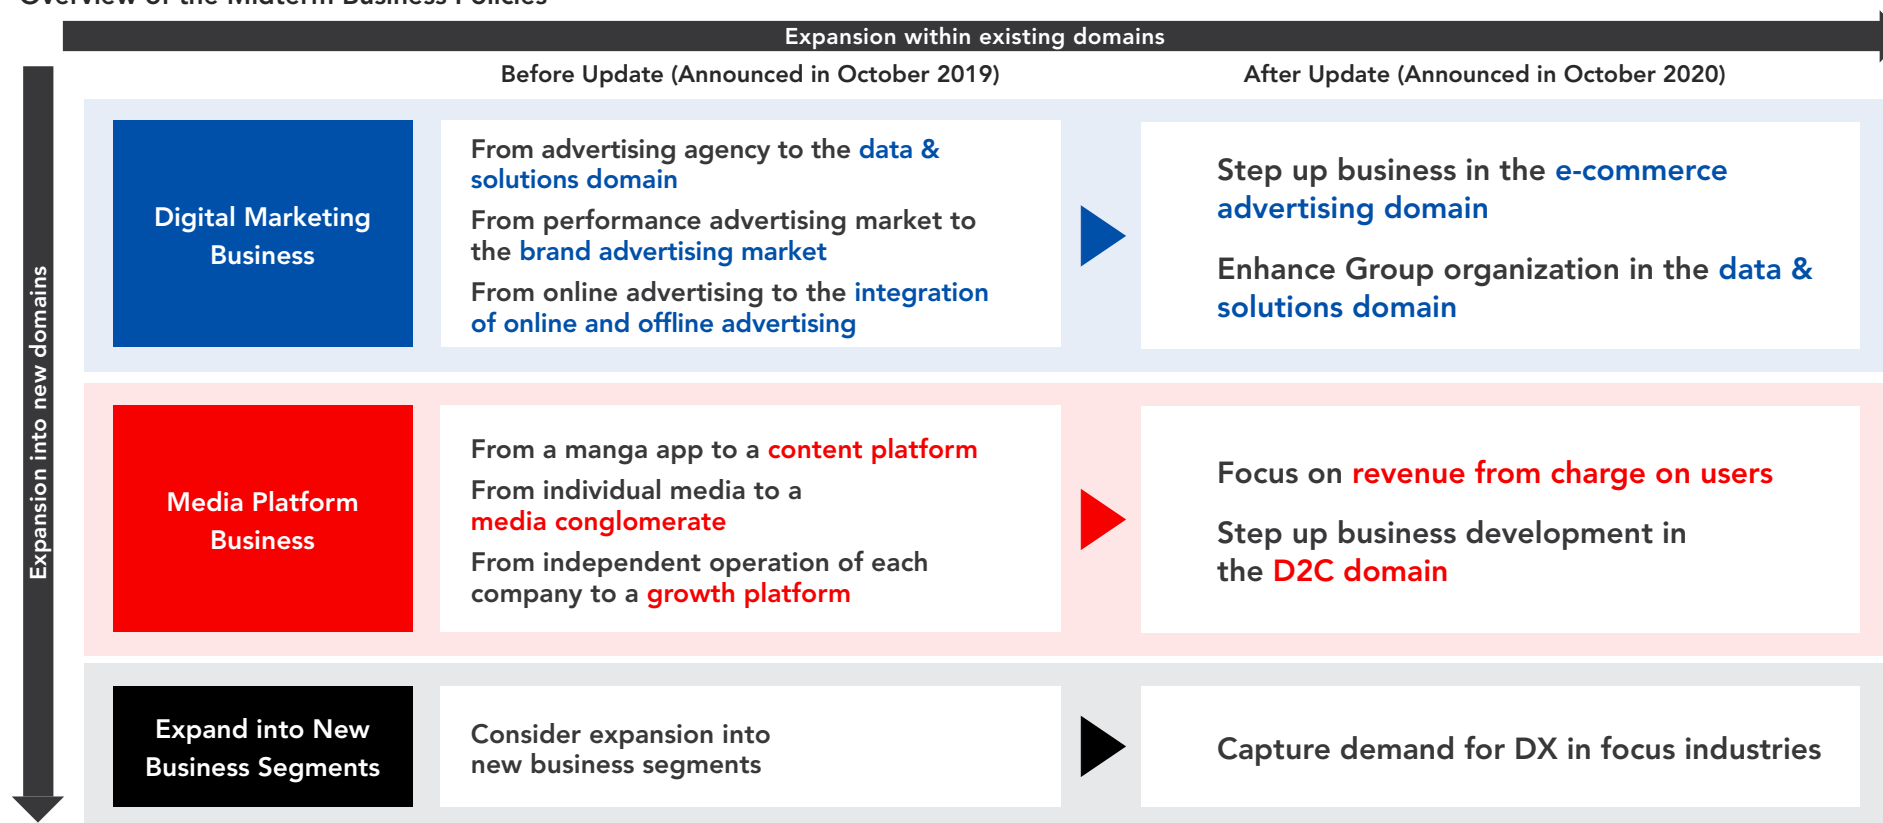 Overview of the Midterm Business Policies
Expansion within existing domains
Expansion into new domains
Before Update (Announced in October 2019)
After Update (Announced in October 2020)
Digital Marketing
Business
From advertising agency to the data &
solutions domain
From performance advertising market to
the brand advertising market
From online advertising to the integration
of online and offline advertising
Step up business in the e-commerce
advertising domain
Enhance Group organization in the data &
solutions domain
Media Platform
Business
From a manga app to a content platform
From individual media to a
media conglomerate
From independent operation of each
company to a growth platform
Focus on revenue from charge on users
Step up business development in
the D2C domain
Expand into New
Business Segments
Consider expansion into
new business segments
Capture demand for DX in focus industries